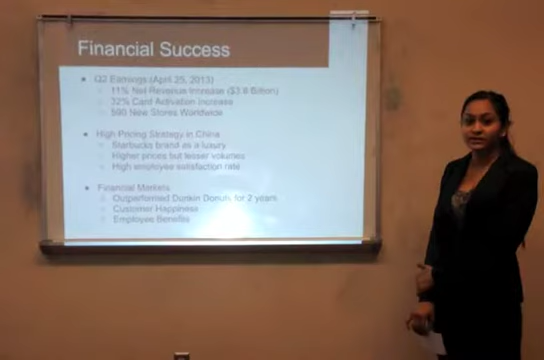 Financial Success
Q2 Earnings (April 25, 2013)
11% Net Revenue Increase ($3.6 Billion)
32% Card Activation Increase
590 New Stores Worldwide
High Pricing Strategy in China
Starbucks brand as a luxury
Higher prices but lesser volumes
High employee satisfaction rate
Financial Markets
Outperformed Dunkin Donuts for 2 years
Customer Happiness
Employee Benefits